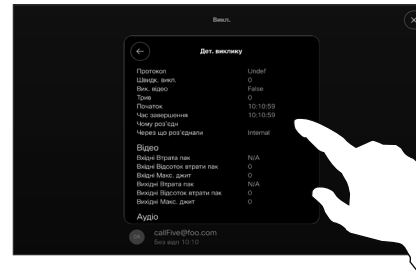 Викл.
Дет. виклику
Протокол Undef
Швидк. викл. 0
Вик. відео False
Трив 0
Початок 10:10:59
Час завершення 10:10:59
Чому роз'єдн
Через що роз'єднали Internal
Відео
Вхідні Втрата пак N/A
Вхідні Відсоток втрати пак 0
Вхідні Макс. джит 0
Вихідні Втрата пак N/A
Вихідні Відсоток втрати пак 0
Вихідні Макс. джит 0
Аудіо
callFive@foo.com
Без відп 10:10